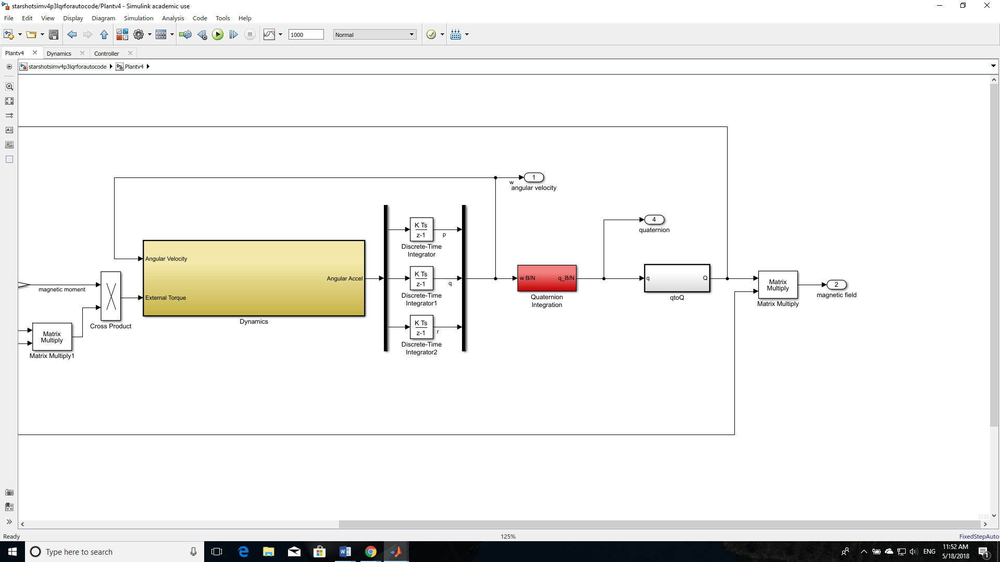 starshotsimv4p3lqrforautocode/Plantv4 - Simulink academic use
File Edit View Display Diagram Simulation Analysis Code Tools Help
1000 Normal
Plantv4 Dynamics Controller
starshotsimv4p3lqrforautocode Plantv4
1
w
angular velocity
4
quaternion
K Ts
z-1
p
Discrete-Time
Integrator
Angular Velocity
Angular Accel
External Torque
Dynamics
K Ts
z-1
q
Discrete-Time
Integrator1
K Ts
z-1
r
Discrete-Time
Integrator2
w B/N q_B/N
Quaternion
Integration
q Q
qtoQ
Matrix
Multiply
Matrix Multiply
2
magnetic field
magnetic moment
Cross Product
Matrix
Multiply
Matrix Multiply1
Ready 125% FixedStepAuto
Type here to search
ENG
11:52 AM
5/18/2018
1